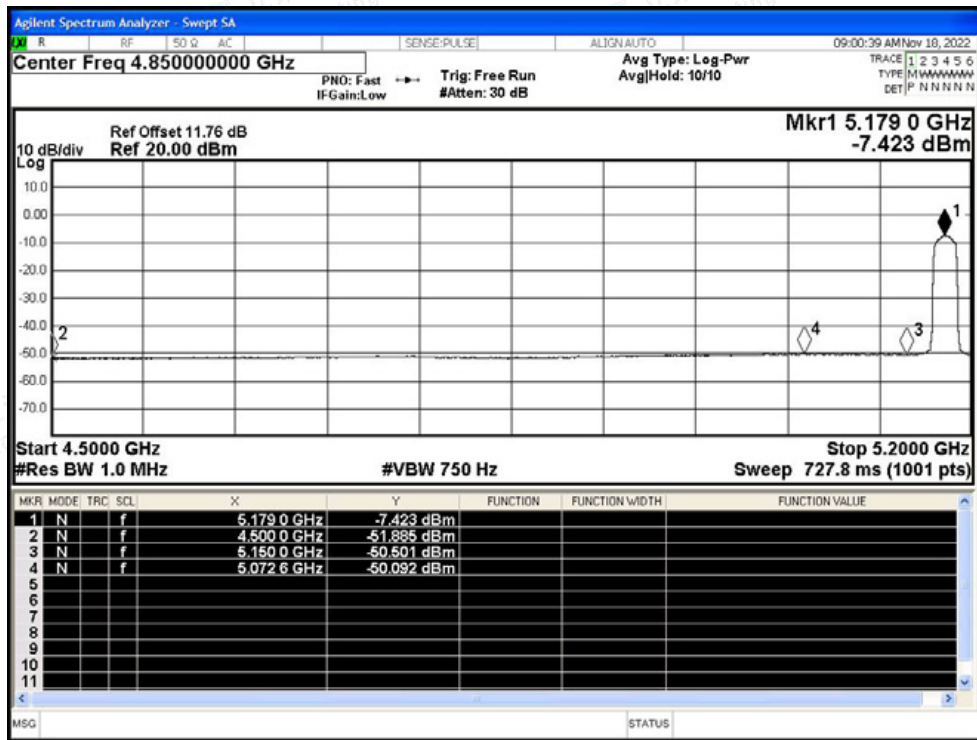 Agilent Spectrum Analyzer - Swept SA
LXI R RF 50 Ω AC SENSE:PULSE ALIGNAUTO 09:00:39 AM Nov 18, 2022
Center Freq 4.850000000 GHz
PNO: Fast
IFGain:Low
Trig: Free Run
#Atten: 30 dB
Avg Type: Log-Pwr
Avg|Hold: 10/10
TRACE 1 2 3 4 5 6
TYPE M WWWWW
DET P N N N N N
Ref Offset 11.76 dB
10 dB/div Ref 20.00 dBm
Log
Mkr1 5.179 0 GHz
-7.423 dBm
10.0
0.00
-10.0
-20.0
-30.0
-40.0
-50.0
-60.0
-70.0
1
2
4
3
Start 4.5000 GHz Stop 5.2000 GHz
#Res BW 1.0 MHz #VBW 750 Hz Sweep 727.8 ms (1001 pts)
MKR MODE TRC SCL X Y FUNCTION FUNCTION WIDTH FUNCTION VALUE
1 N f 5.179 0 GHz -7.423 dBm
2 N f 4.500 0 GHz -51.885 dBm
3 N f 5.150 0 GHz -50.501 dBm
4 N f 5.072 6 GHz -50.092 dBm
5
6
7
8
9
10
11
MSG STATUS